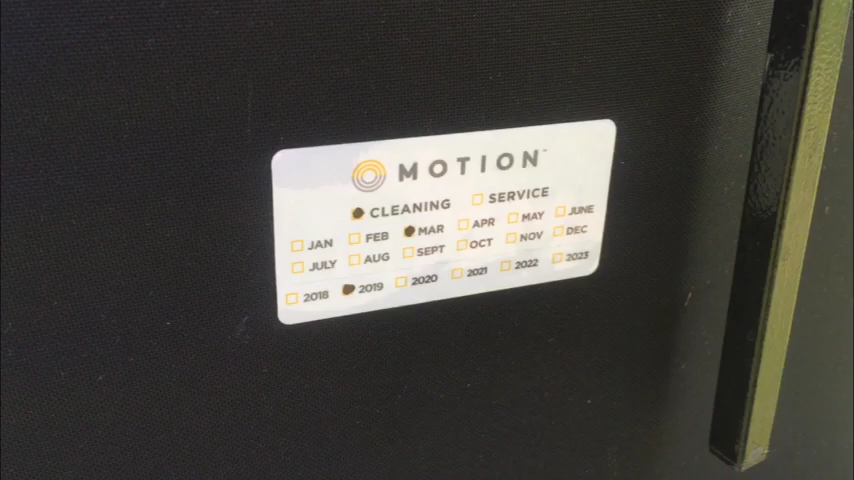 MOTION™
CLEANING SERVICE
JAN FEB MAR APR MAY JUNE
JULY AUG SEPT OCT NOV DEC
2018 2019 2020 2021 2022 2023